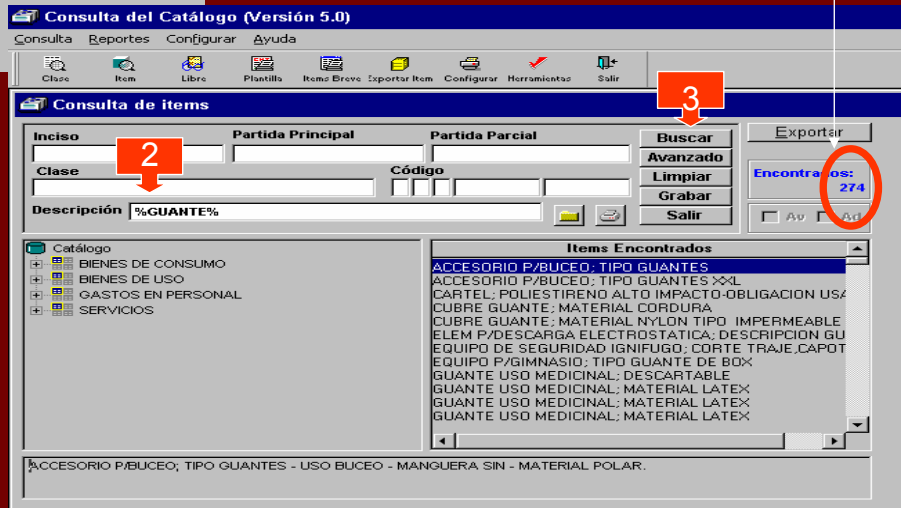 Consulta del Catálogo (Versión 5.0)
Consulta Reportes Configurar Ayuda
Clase Item Libre Plantilla Items Breve Exportar Item Configurar Herramientas Salir
Consulta de items
3
Inciso Partida Principal Partida Parcial Buscar Exportar
2
Avanzado
Clase Código Limpiar Encontrados:
274
Grabar
Descripción %GUANTE% Salir Av Ad
Catálogo
BIENES DE CONSUMO
BIENES DE USO
GASTOS EN PERSONAL
SERVICIOS
Items Encontrados
ACCESORIO P/BUCEO; TIPO GUANTES
ACCESORIO P/BUCEO; TIPO GUANTES XXL
CARTEL; POLIESTIRENO ALTO IMPACTO-OBLIGACION USA
CUBRE GUANTE; MATERIAL CORDURA
CUBRE GUANTE; MATERIAL NYLON TIPO IMPERMEABLE
ELEM P/DESCARGA ELECTROSTATICA; DESCRIPCION GU
EQUIPO DE SEGURIDAD IGNIFUGO; CORTE TRAJE,CAPOT
EQUIPO P/GIMNASIO; TIPO GUANTE DE BOX
GUANTE USO MEDICINAL; DESCARTABLE
GUANTE USO MEDICINAL; MATERIAL LATEX
GUANTE USO MEDICINAL; MATERIAL LATEX
GUANTE USO MEDICINAL; MATERIAL LATEX
ACCESORIO P/BUCEO; TIPO GUANTES - USO BUCEO - MANGUERA SIN - MATERIAL POLAR.